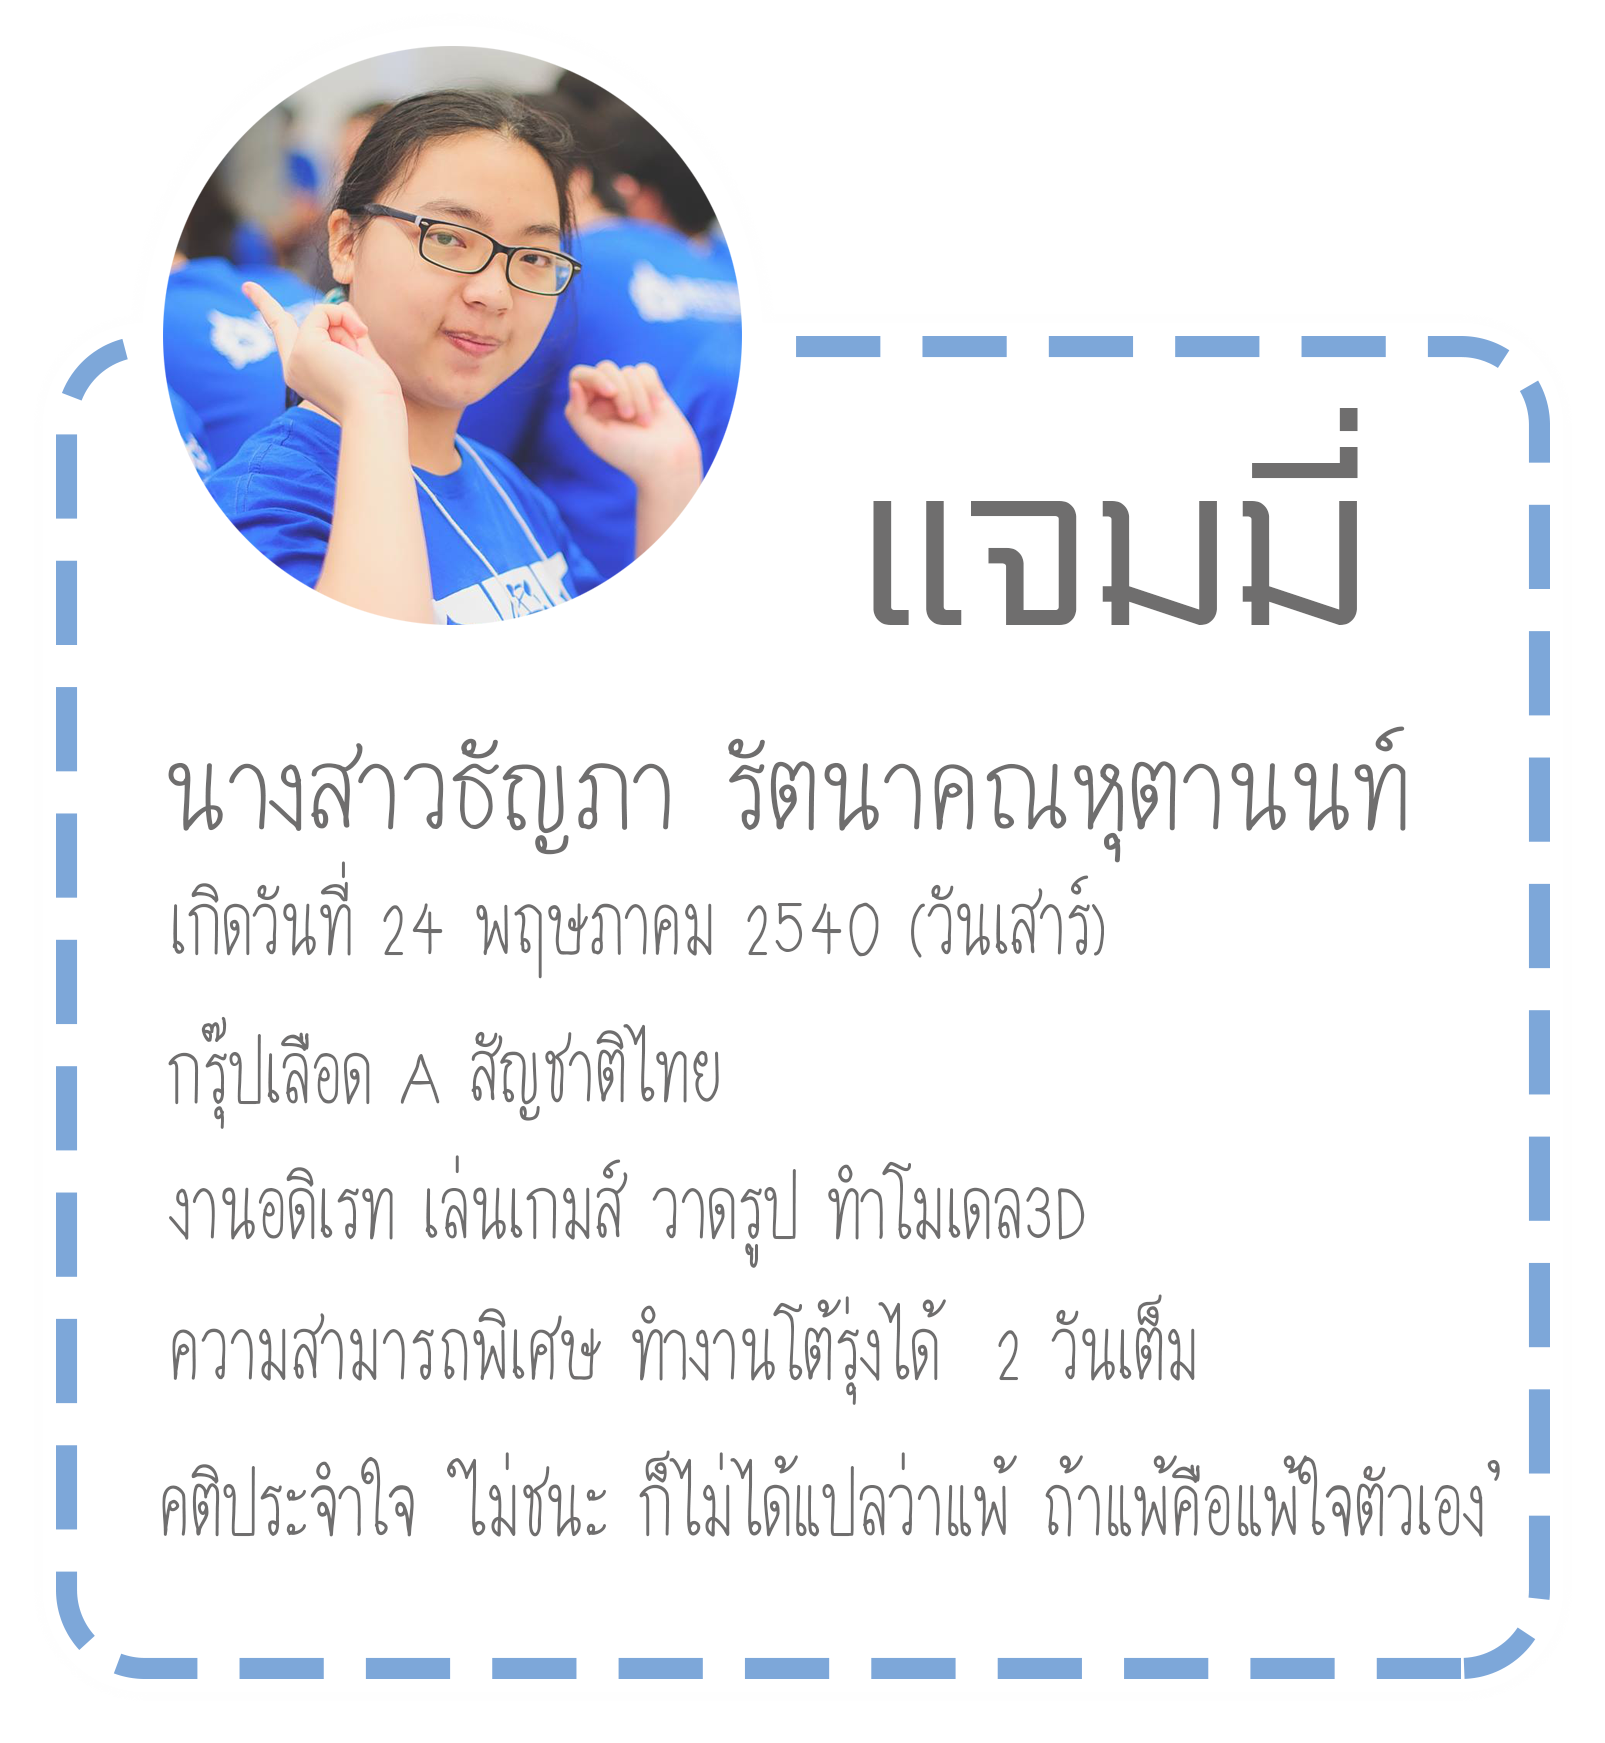 แจมมี่
นางสาวธัญภา รัตนาคณหุตานนท์
เกิดวันที่ 24 พฤษภาคม 2540 (วันเสาร์)
กรุ๊ปเลือด A สัญชาติไทย
งานอดิเรท เล่นเกมส์ วาดรูป ทำโมเดล3D
ความสามารถพิเศษ ทำงานโต้รุ่งได้ 2 วันเต็ม
คติประจำใจ 'ไม่ชนะ ก็ไม่ได้แปลว่าแพ้ ถ้าแพ้คือแพ้ใจตัวเอง'